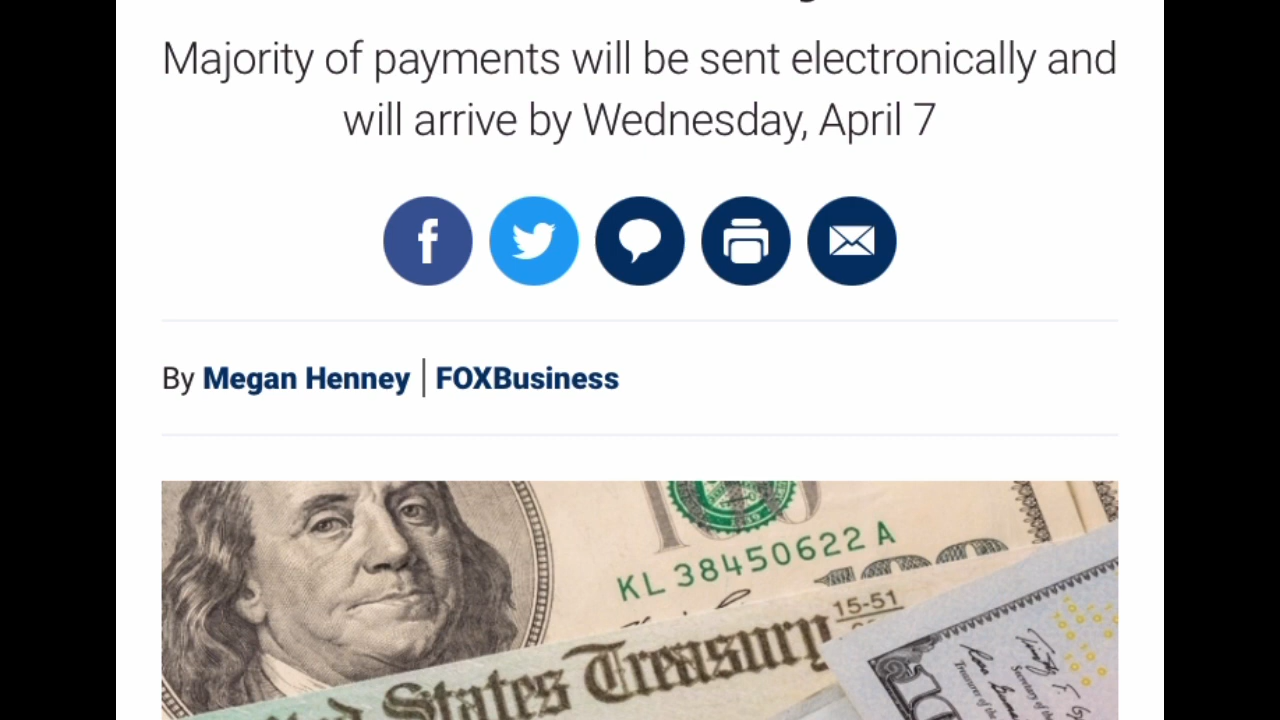 Majority of payments will be sent electronically and
will arrive by Wednesday, April 7
f
By Megan Henney | FOXBusiness
KL 38450622 A
15-51
States Treasury